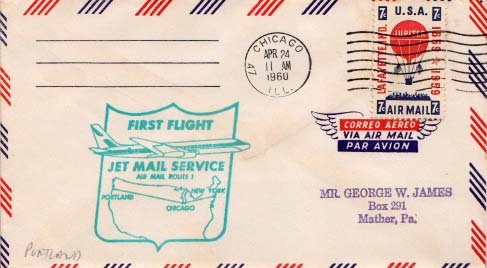 CHICAGO
APR 24
11 AM
1960
ILL.
47
7¢ U.S.A. 7¢
LAFAYETTE IND.
JUPITER
1859 * 1959
7¢ AIR MAIL 7¢
CORREO AEREO
VIA AIR MAIL
PAR AVION
FIRST FLIGHT
JET MAIL SERVICE
AIR MAIL ROUTE 1
PORTLAND
NEW YORK
CHICAGO
MR. GEORGE W. JAMES
Box 291
Mather, Pa.
PORTLAND